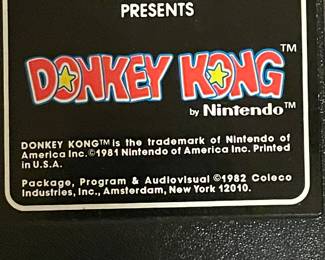 PRESENTS
DONKEY KONG™
by Nintendo™
DONKEY KONG™ is the trademark of Nintendo of
America Inc. ©1981 Nintendo of America Inc. Printed
in U.S.A.
Package, Program & Audiovisual ©1982 Coleco
Industries, Inc., Amsterdam, New York 12010.